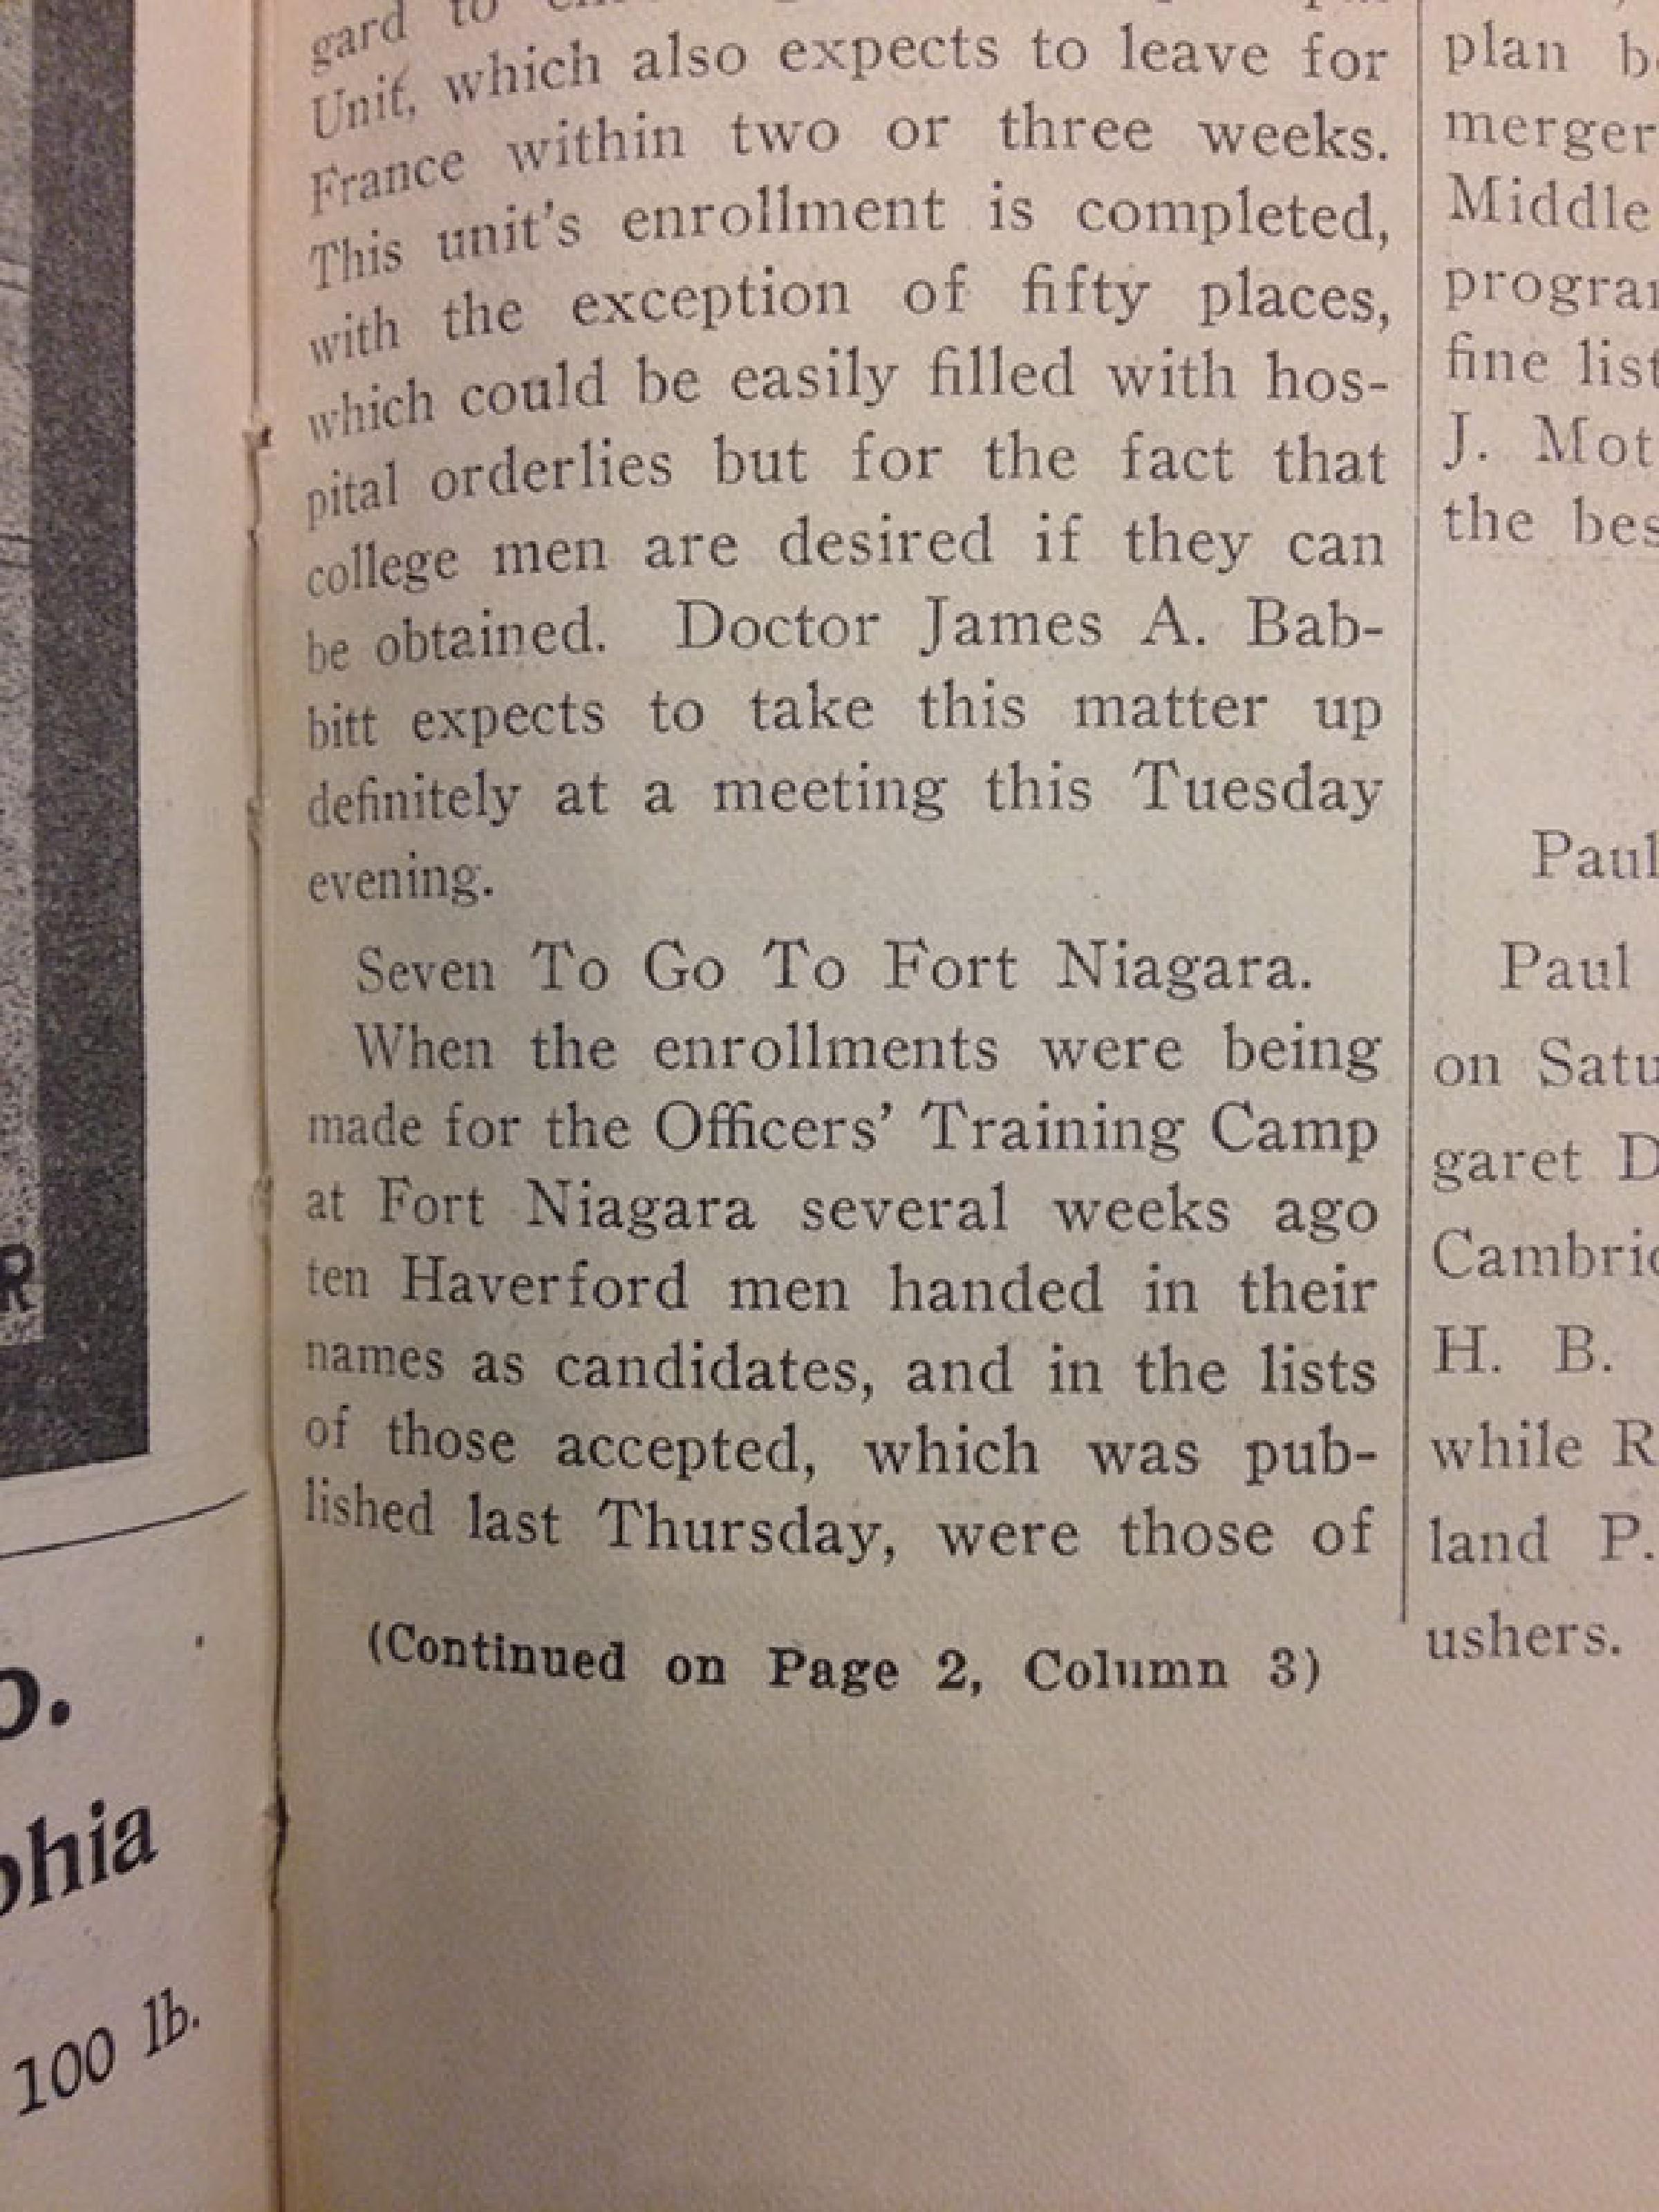 gard to
Unit, which also expects to leave for
France within two or three weeks.
This unit's enrollment is completed,
with the exception of fifty places,
which could be easily filled with hos-
pital orderlies but for the fact that
college men are desired if they can
be obtained. Doctor James A. Bab-
bitt expects to take this matter up
definitely at a meeting this Tuesday
evening.
Seven To Go To Fort Niagara.
When the enrollments were being
made for the Officers' Training Camp
at Fort Niagara several weeks ago
ten Haverford men handed in their
names as candidates, and in the lists
of those accepted, which was pub-
lished last Thursday, were those of
(Continued on Page 2, Column 3)
plan
merger
Middle
fine list
J. Mot
the bes
Paul
Paul
on Satu
garet D
H. B.
while R
land P.
ushers.
R
phia
100 lb.